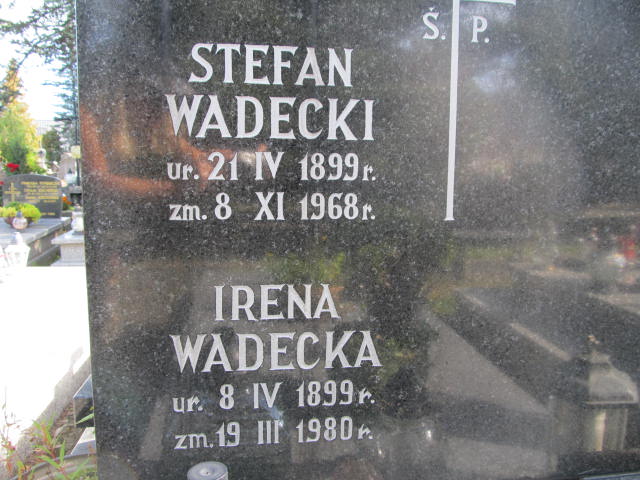 Ś. P.
STEFAN
WADECKI
ur. 21 IV 1899 r.
zm. 8 XI 1968 r.
IRENA
WADECKA
ur. 8 IV 1899 r.
zm. 19 III 1980 r.